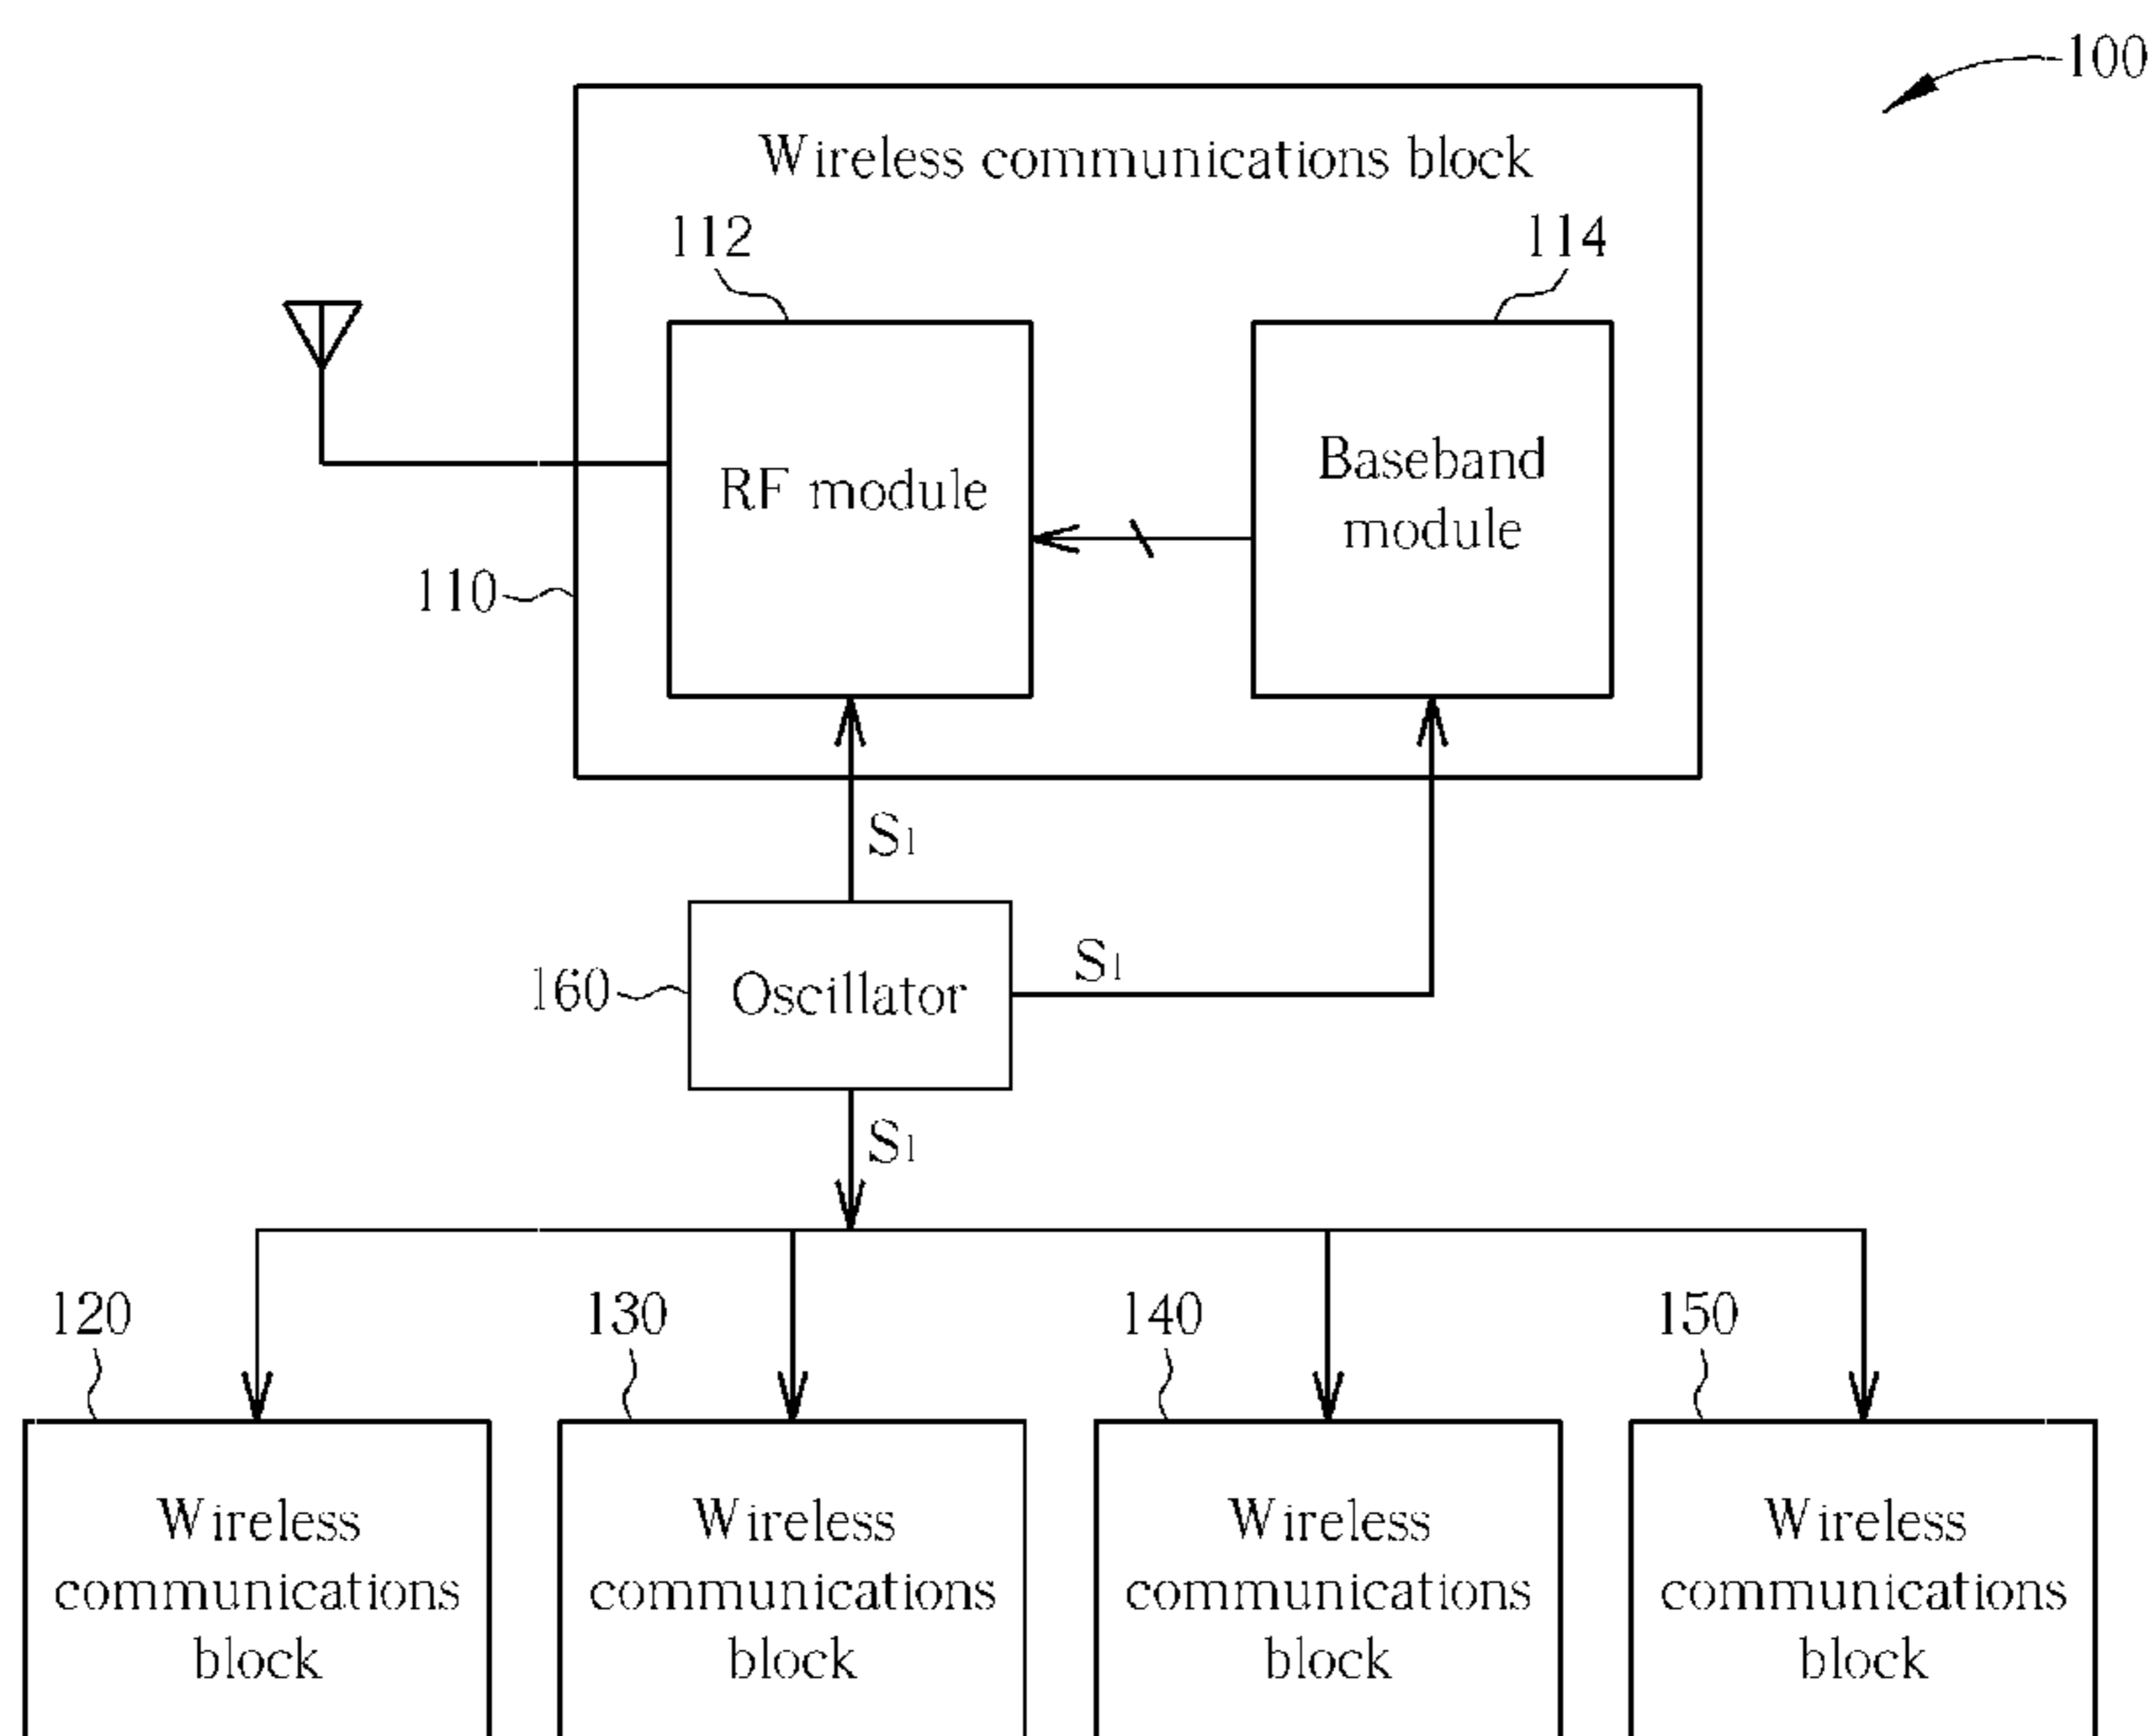 100
Wireless communications block
112
114
RF module
Baseband
module
110
S1
160
Oscillator
S1
S1
120
130
140
150
Wireless
communications
block
Wireless
communications
block
Wireless
communications
block
Wireless
communications
block